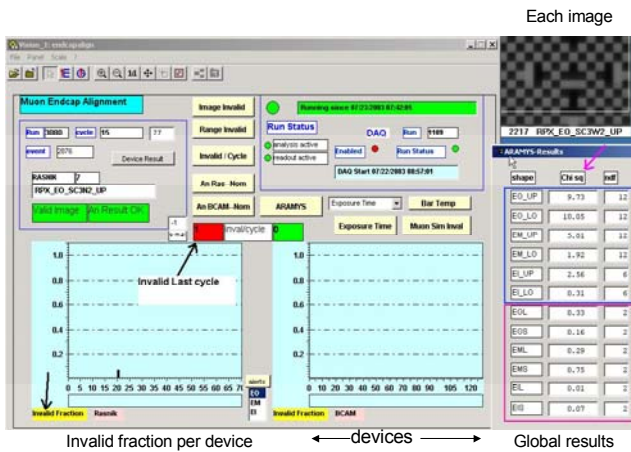 Each image
Vision_1: endcapalign
File Panel Scale ?
Muon Endcap Alignment
Run 3880 cycle 15 77
event 2876
Device Result
RASNIK 7
RPX_EO_SC3N2_UP
Valid Image An Result OK
Image Invalid
Range Invalid
Invalid / Cycle
An Ras -Nom
An BCAM -Nom
Running since 07/23/2003 07:42:05
Run Status
DAQ Run 1109
analysis active
readout active
Enabled Run Status
DAQ Start 07/22/2003 08:57:01
ARAMYS
Exposure Time
Bar Temp
Exposure Time
Muon Sim Inval
-1
1 inval/cycle 0
Invalid Last cycle
1.0
0.8
0.6
0.4
0.2
0 5 10 15 20 25 30 35 40 45 50 55 60 65 70
Invalid Fraction Rasnik
alerts
EO
EM
EI
1.0
0.8
0.6
0.4
0.2
0 10 20 30 40 50 60 70 80 90 105 120
Invalid Fraction BCAM
2217 RPX_EO_SC3W2_UP
ARAMYS-Results
shape Chi sq ndf
EO_UP 9.73 12
EO_LO 10.05 12
EM_UP 12
EM_LO 1.92 12
EI_UP 2.56 6
EI_LO 0.31 6
EOL 0.33 2
EOS 0.16 2
EML 0.29 2
EMS 0.75 2
EIL 0.01 2
EIS 0.07 2
Invalid fraction per device
devices
Global results